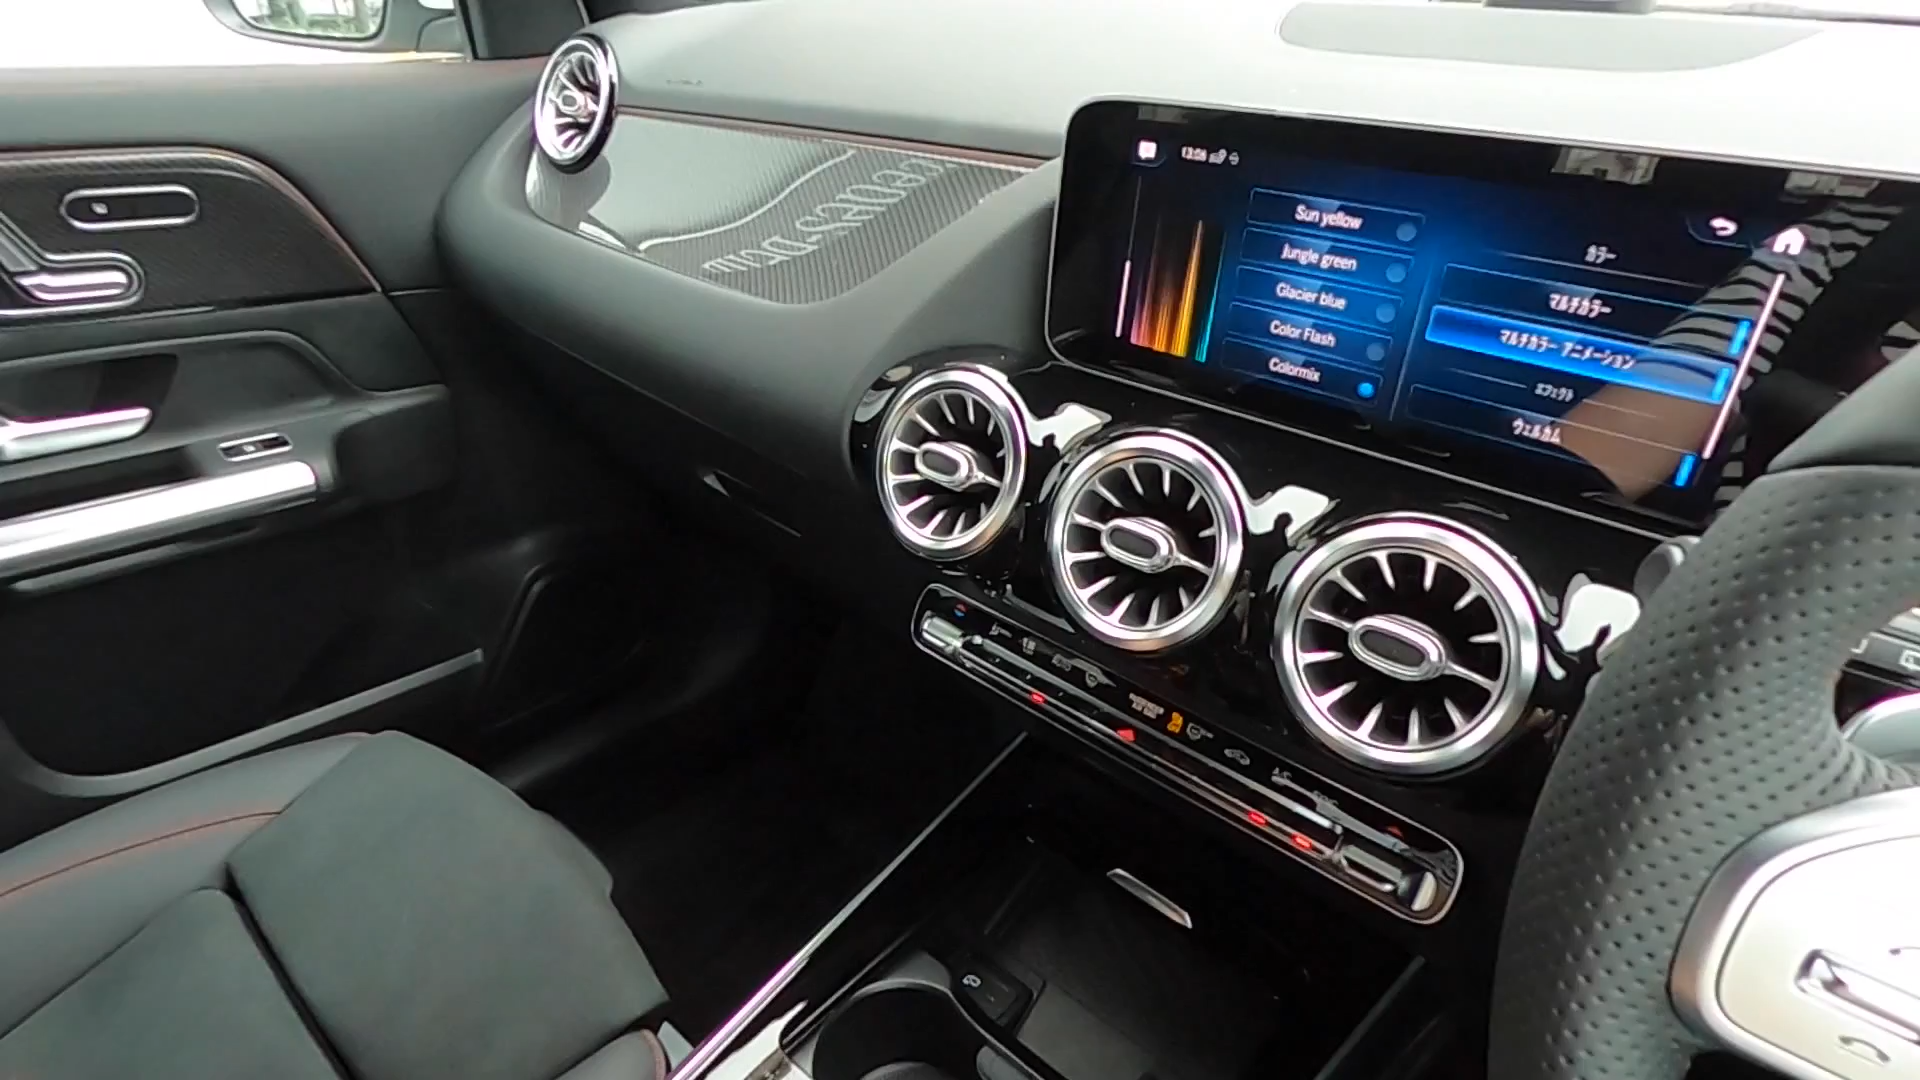 13:06
Sun yellow
Jungle green
Glacier blue
Color Flash
Colormix
カラー
マルチカラー
マルチカラー アニメーション
エフェクト
ウェルカム
A/C